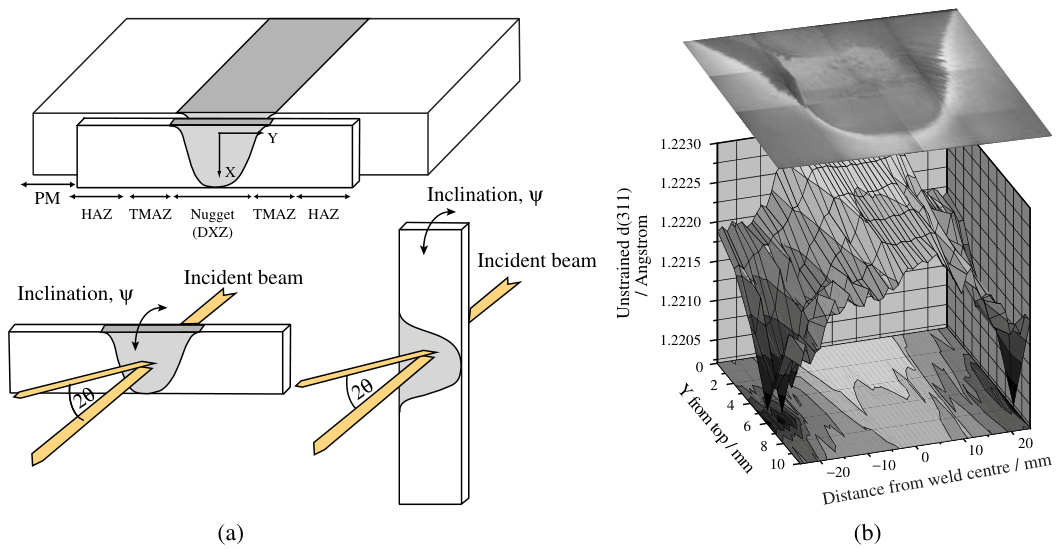 Y
X
PM
HAZ
TMAZ
Nugget
(DXZ)
TMAZ
HAZ
Inclination, ψ
Incident beam
2θ
Inclination, ψ
Incident beam
2θ
(a)
Unstrained d(311)
/ Angstrom
1.2230
1.2225
1.2220
1.2215
1.2210
1.2205
0
2
4
6
8
10
Y from top / mm
−20
−10
0
10
20
Distance from weld centre / mm
(b)